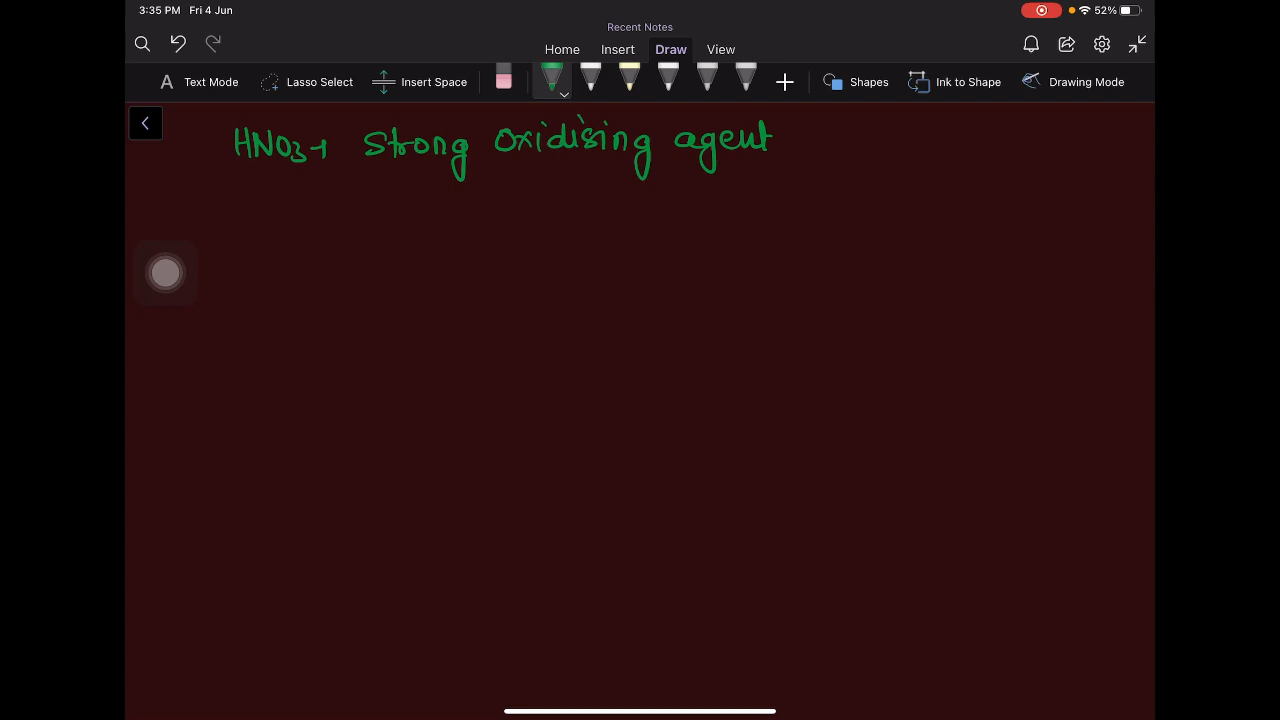 3:35 PM Fri 4 Jun
52%
Recent Notes
Home Insert Draw View
Text Mode Lasso Select Insert Space Shapes Ink to Shape Drawing Mode
HNO3→ Strong oxidising agent